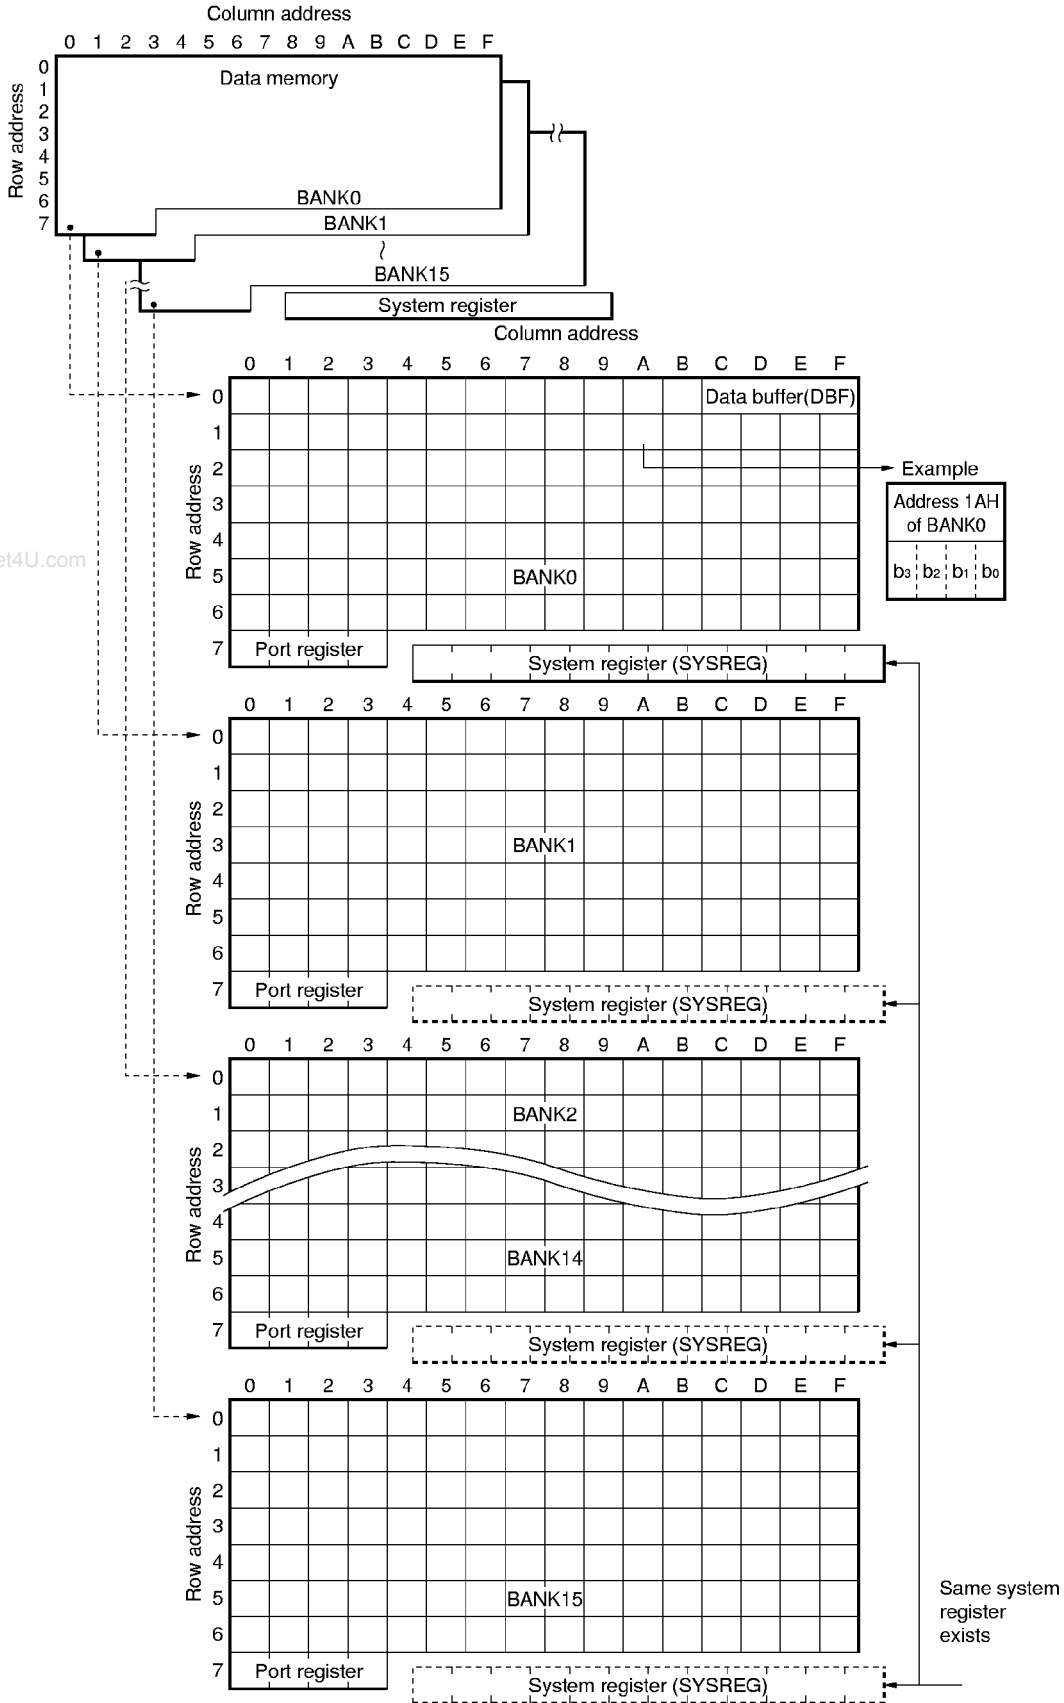 Column address
0 1 2 3 4 5 6 7 8 9 A B C D E F
Row address
0
1
2
3
4
5
6
7
Data memory
BANK0
BANK1
BANK15
System register
Column address
0 1 2 3 4 5 6 7 8 9 A B C D E F
Row address
0
1
2
3
4
5
6
7
Data buffer(DBF)
BANK0
Port register
System register (SYSREG)
Example
Address 1AH
of BANK0
b3 b2 b1 b0
et4U.com
0 1 2 3 4 5 6 7 8 9 A B C D E F
Row address
0
1
2
3
4
5
6
7
BANK1
Port register
System register (SYSREG)
0 1 2 3 4 5 6 7 8 9 A B C D E F
Row address
0
1
2
3
4
5
6
7
BANK2
BANK14
Port register
System register (SYSREG)
0 1 2 3 4 5 6 7 8 9 A B C D E F
Row address
0
1
2
3
4
5
6
7
BANK15
Port register
System register (SYSREG)
Same system
register
exists